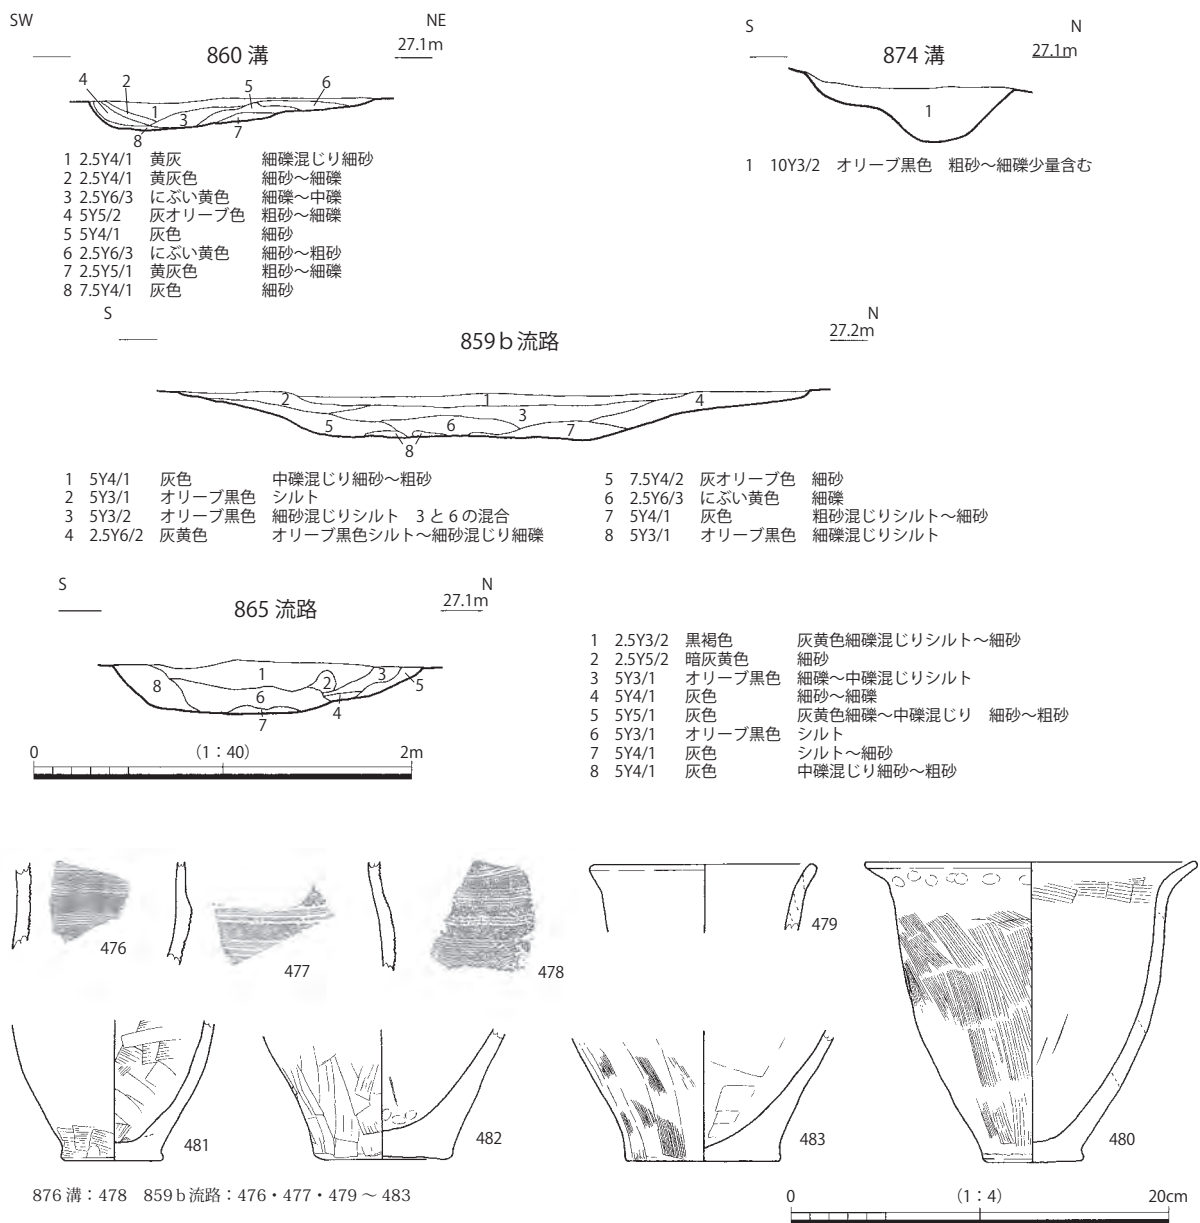 SW NE
860 溝 27.1m
4 2 1 3 5 6 7 8
1 2.5Y4/1 黄灰 細礫混じり細砂
2 2.5Y4/1 黄灰色 細砂～細礫
3 2.5Y6/3 にぶい黄色 細礫～中礫
4 5Y5/2 灰オリーブ色 粗砂～細礫
5 5Y4/1 灰色 細砂
6 2.5Y6/3 にぶい黄色 細砂～粗砂
7 2.5Y5/1 黄灰色 粗砂～細礫
8 7.5Y4/1 灰色 細砂
S N
874 溝 27.1m
1
1 10Y3/2 オリーブ黒色 粗砂～細礫少量含む
S N
859ｂ流路 27.2m
2 1 4
5 6 3 7
8
1 5Y4/1 灰色 中礫混じり細砂～粗砂
2 5Y3/1 オリーブ黒色 シルト
3 5Y3/2 オリーブ黒色 細砂混じりシルト 3と6の混合
4 2.5Y6/2 灰黄色 オリーブ黒色シルト～細砂混じり細礫
5 7.5Y4/2 灰オリーブ色 細砂
6 2.5Y6/3 にぶい黄色 細礫
7 5Y4/1 灰色 粗砂混じりシルト～細砂
8 5Y3/1 オリーブ黒色 細礫混じりシルト
S N
865 流路 27.1m
8 1 2 3 5
6 7 4
1 2.5Y3/2 黒褐色 灰黄色細礫混じりシルト～細砂
2 2.5Y5/2 暗灰黄色 細砂
3 5Y3/1 オリーブ黒色 細礫～中礫混じりシルト
4 5Y4/1 灰色 細砂～細礫
5 5Y5/1 灰色 灰黄色細礫～中礫混じり 細砂～粗砂
6 5Y3/1 オリーブ黒色 シルト
7 5Y4/1 灰色 シルト～細砂
8 5Y4/1 灰色 中礫混じり細砂～粗砂
0 （1：40） 2m
476 477 478 479
481 482 483 480
876 溝：478 859ｂ流路：476・477・479 ～ 483
0 （1：4） 20cm